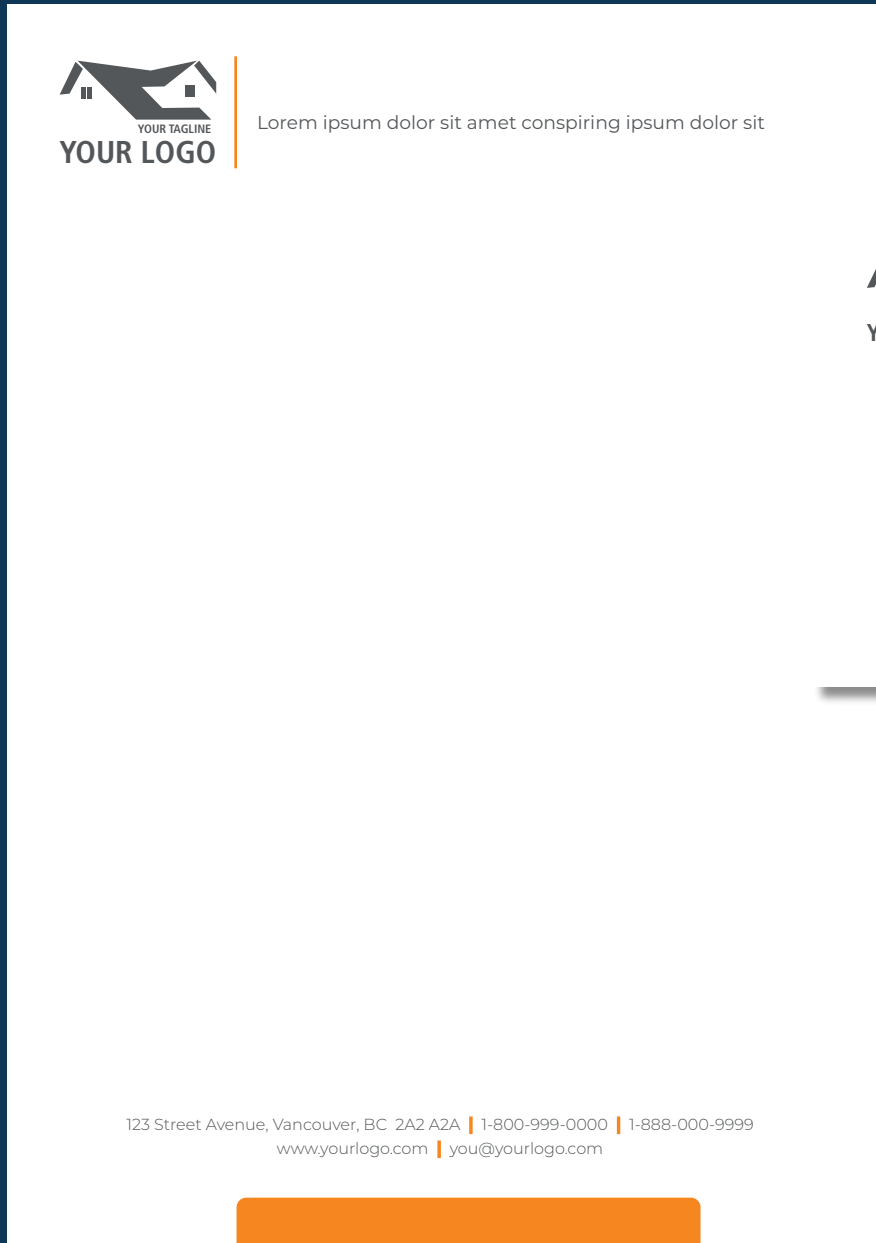 YOUR TAGLINE
YOUR LOGO
Lorem ipsum dolor sit amet conspiring ipsum dolor sit
123 Street Avenue, Vancouver, BC 2A2 A2A | 1-800-999-0000 | 1-888-000-9999
www.yourlogo.com | you@yourlogo.com